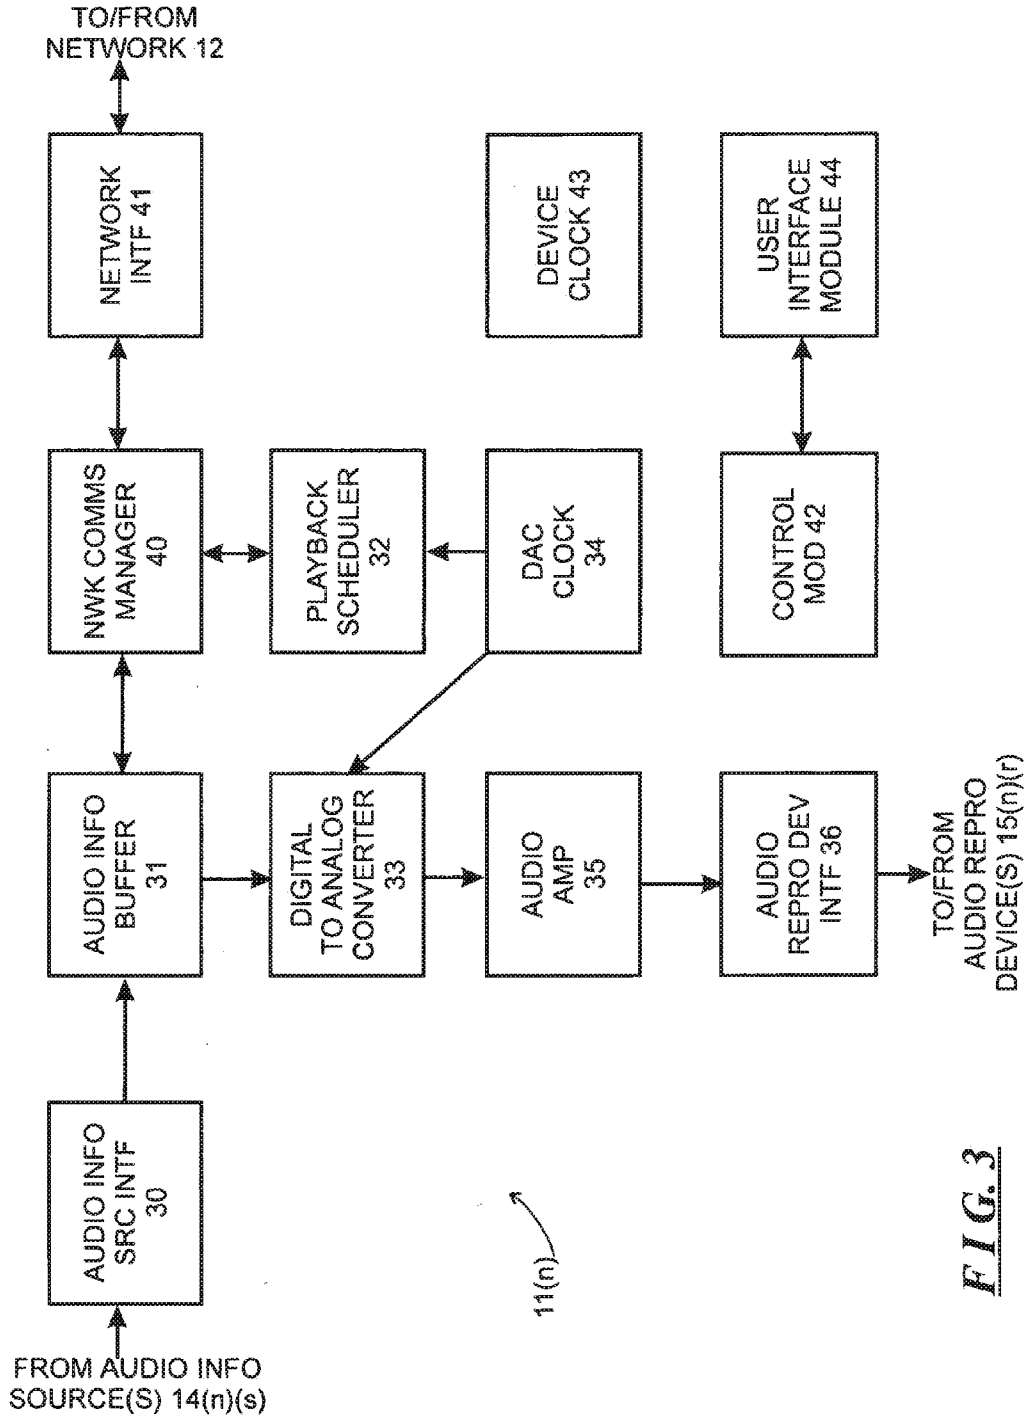 TO/FROM
NETWORK 12
NETWORK
INTF 41
DEVICE
CLOCK 43
USER
INTERFACE
MODULE 44
NWK COMMS
MANAGER
40
PLAYBACK
SCHEDULER
32
DAC
CLOCK
34
CONTROL
MOD 42
AUDIO INFO
BUFFER
31
DIGITAL
TO ANALOG
CONVERTER
33
AUDIO
AMP
35
AUDIO
REPRO DEV
INTF 36
TO/FROM
AUDIO REPRO
DEVICE(S) 15(n)(r)
AUDIO INFO
SRC INTF
30
11(n)
FIG. 3
FROM AUDIO INFO
SOURCE(S) 14(n)(s)